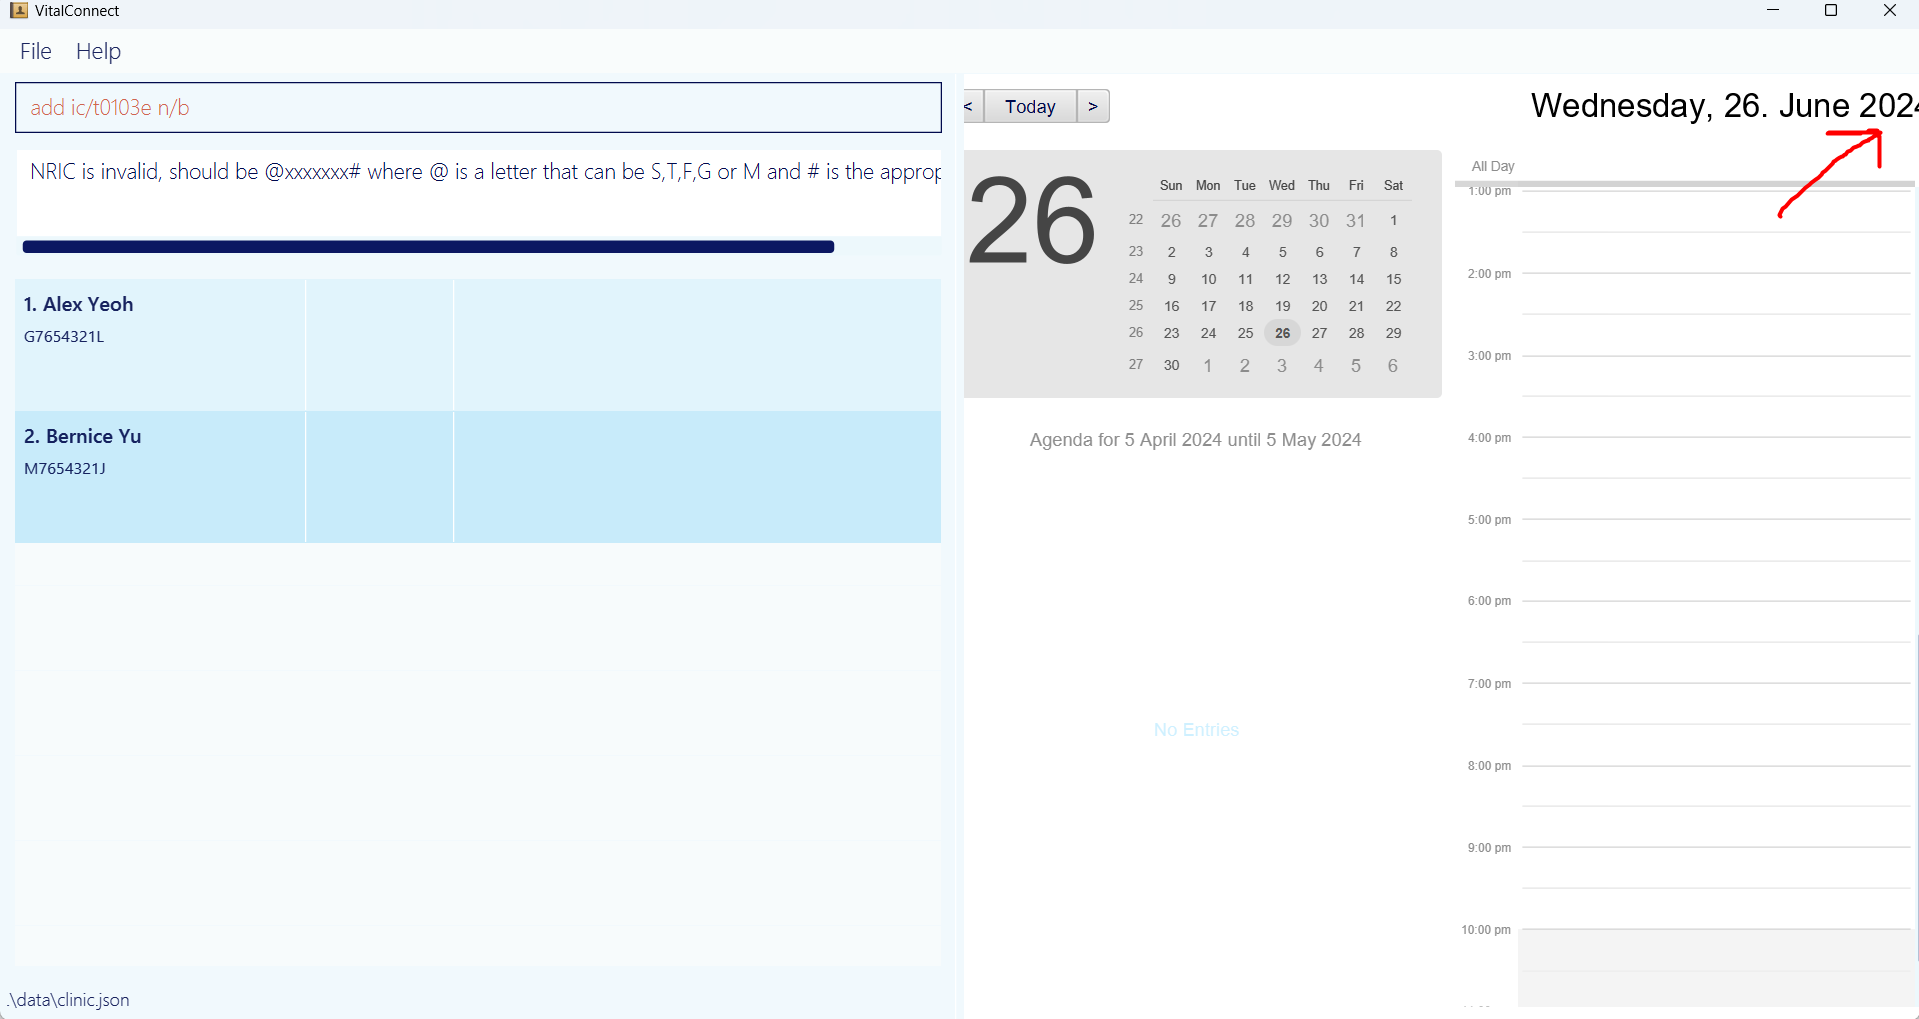 VitalConnect
File Help
add ic/t0103e n/b
NRIC is invalid, should be @xxxxxxx# where @ is a letter that can be S,T,F,G or M and # is the approp
1. Alex Yeoh
G7654321L
2. Bernice Yu
M7654321J
.\data\clinic.json
< Today >
Wednesday, 26. June 2024
26
Sun Mon Tue Wed Thu Fri Sat
22 26 27 28 29 30 31 1
23 2 3 4 5 6 7 8
24 9 10 11 12 13 14 15
25 16 17 18 19 20 21 22
26 23 24 25 26 27 28 29
27 30 1 2 3 4 5 6
Agenda for 5 April 2024 until 5 May 2024
No Entries
All Day
1:00 pm
2:00 pm
3:00 pm
4:00 pm
5:00 pm
6:00 pm
7:00 pm
8:00 pm
9:00 pm
10:00 pm